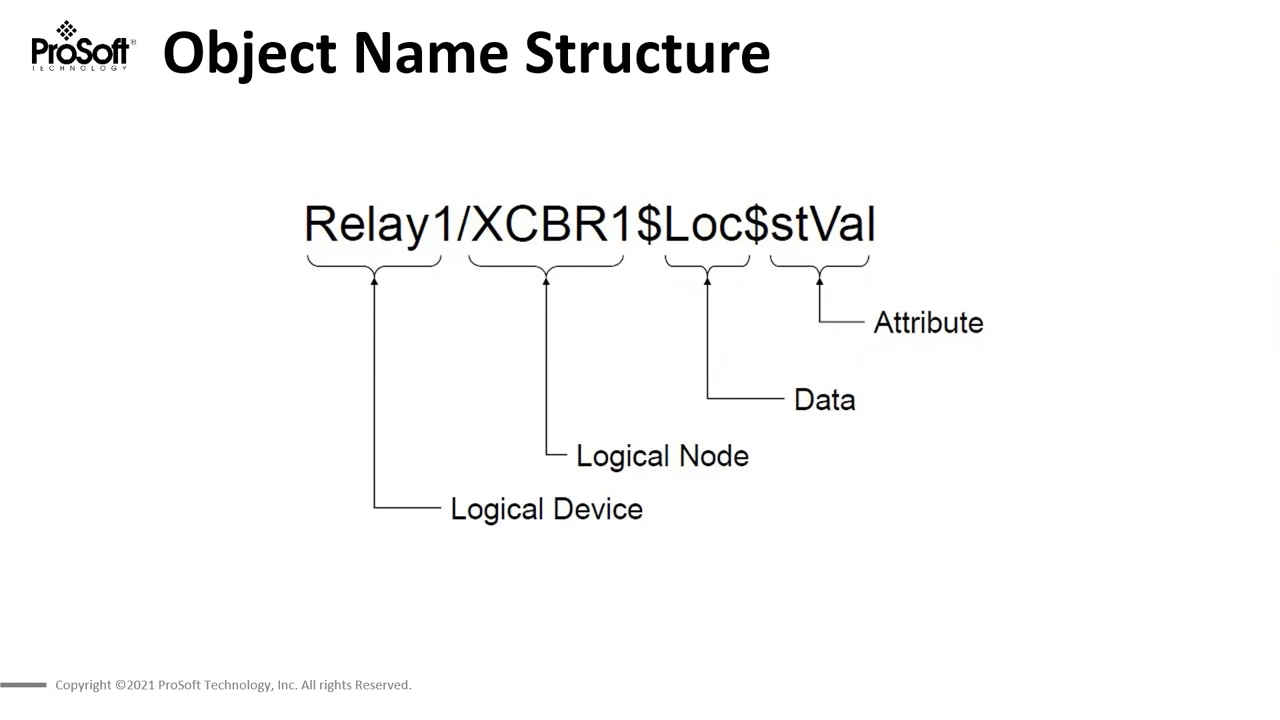 ProSoft®
TECHNOLOGY
Object Name Structure
Relay1/XCBR1$Loc$stVal
Attribute
Data
Logical Node
Logical Device
Copyright ©2021 ProSoft Technology, Inc. All rights Reserved.